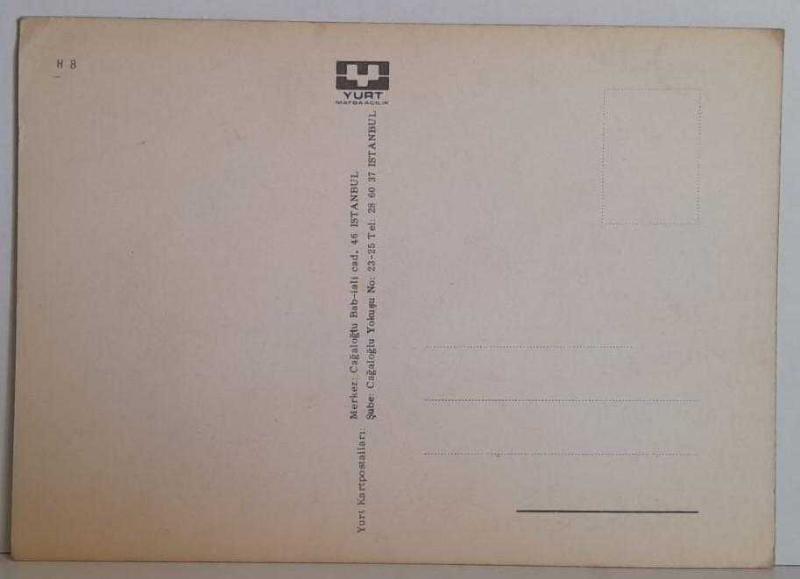 H 8
YURT
MATBAACILIK
Yurt Kartpostalları: Merkez: Cağaloğlu Bab-ıali cad. 46 ISTANBUL
Şube: Cağaloğlu Yokuşu No: 23-25 Tel: 28 60 37 ISTANBUL